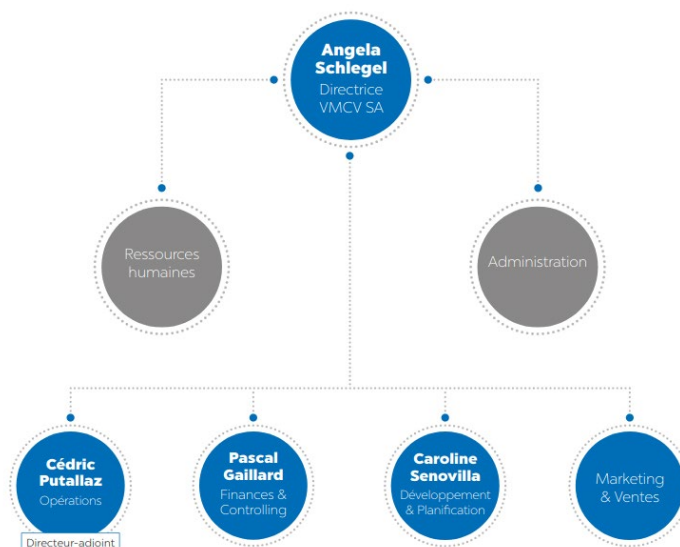 Angela
Schlegel
Directrice
VMCV SA
Ressources
humaines
Administration
Cédric
Putallaz
Opérations
Directeur-adjoint
Pascal
Gaillard
Finances &
Controlling
Caroline
Senovilla
Développement
& Planification
Marketing
& Ventes